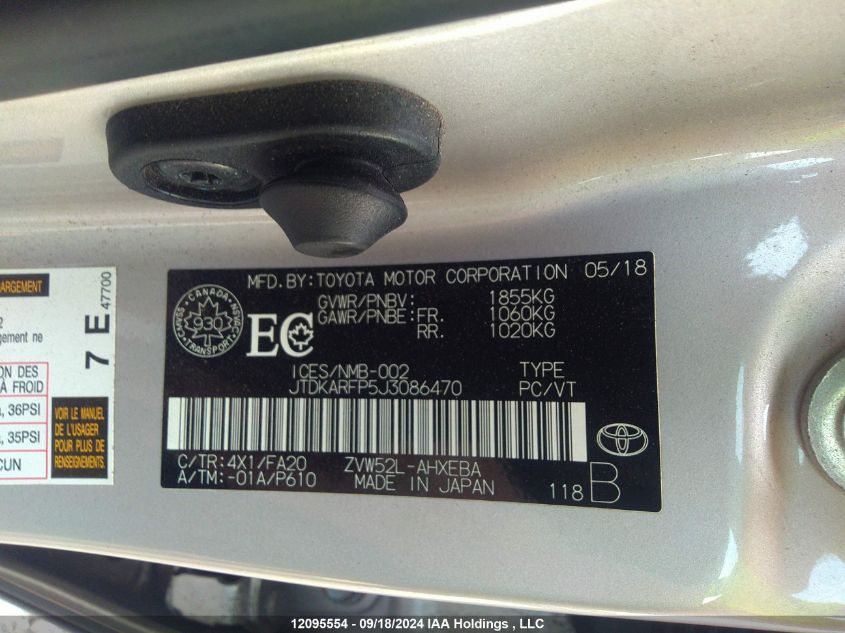 MFD.BY:TOYOTA MOTOR CORPORATION 05/18
GVWR/PNBV: 1855KG
GAWR/PNBE:FR. 1060KG
RR. 1020KG
CANADA
930
TRANSPORT
EC
ICES/NMB-002 TYPE
JTDKARFP5J3086470 PC/VT
C/TR:4X1/FA20 ZVW52L-AHXEBA
A/TM:-01A/P610 MADE IN JAPAN
118 B
ARGEMENT
2
gement ne
ON DES
À FROID
, 36PSI
, 35PSI
CUN
7 E 47700
VOIR LE MANUEL
DE L'USAGER
POUR PLUS DE
RENSEIGNEMENTS.
12095554 - 09/18/2024 IAA Holdings , LLC